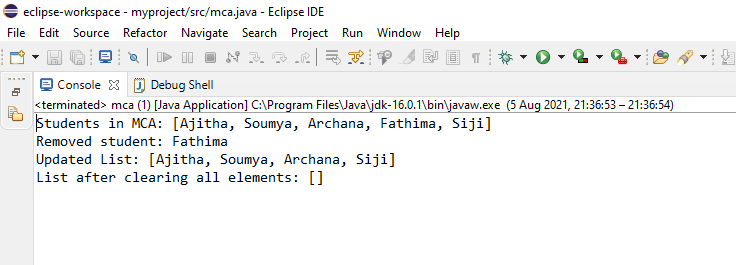 eclipse-workspace - myproject/src/mca.java - Eclipse IDE
File Edit Source Refactor Navigate Search Project Run Window Help
Console Debug Shell
<terminated> mca (1) [Java Application] C:\Program Files\Java\jdk-16.0.1\bin\javaw.exe (5 Aug 2021, 21:36:53 – 21:36:54)
Students in MCA: [Ajitha, Soumya, Archana, Fathima, Siji]
Removed student: Fathima
Updated List: [Ajitha, Soumya, Archana, Siji]
List after clearing all elements: []